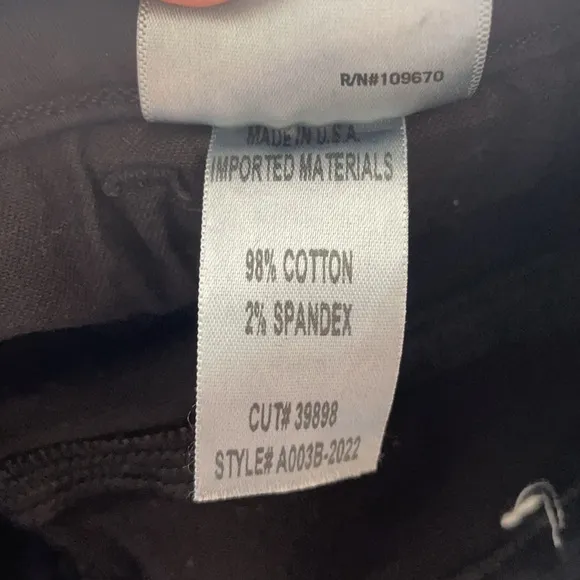 R/N#109670
MADE IN U.S.A.
IMPORTED MATERIALS
98% COTTON
2% SPANDEX
CUT# 39898
STYLE# A003B-2022